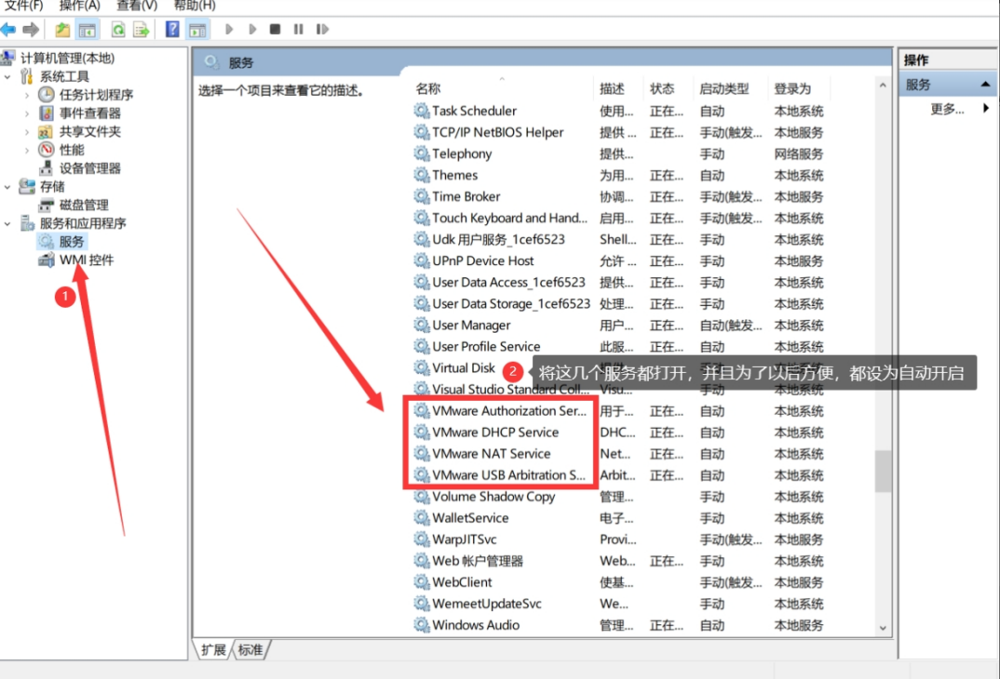 文件(F) 操作(A) 查看(V) 帮助(H)
计算机管理(本地)
系统工具
任务计划程序
事件查看器
共享文件夹
性能
设备管理器
存储
磁盘管理
服务和应用程序
服务
WMI 控件
1
服务
选择一个项目来查看它的描述。
名称 描述 状态 启动类型 登录为
Task Scheduler 使用... 正在... 自动 本地系统
TCP/IP NetBIOS Helper 提供 ... 正在... 手动(触发... 本地服务
Telephony 提供... 手动 网络服务
Themes 为用... 正在... 自动 本地系统
Time Broker 协调... 正在... 手动(触发... 本地服务
Touch Keyboard and Hand... 启用... 正在... 手动(触发... 本地系统
Udk 用户服务_1cef6523 Shell... 正在... 手动 本地系统
UPnP Device Host 允许 ... 正在... 手动 本地服务
User Data Access_1cef6523 提供... 正在... 手动 本地系统
User Data Storage_1cef6523 处理... 正在... 手动 本地系统
User Manager 用户... 正在... 自动(触发... 本地系统
User Profile Service 此服... 正在... 自动 本地系统
Virtual Disk
2 将这几个服务都打开，并且为了以后方便，都设为自动开启
Visual Studio Standard Coll... Visu... 手动 本地系统
VMware Authorization Ser... 用于... 正在... 自动 本地系统
VMware DHCP Service DHC... 正在... 自动 本地系统
VMware NAT Service Net... 正在... 自动 本地系统
VMware USB Arbitration S... Arbit... 正在... 自动 本地系统
Volume Shadow Copy 管理... 手动 本地系统
WalletService 电子... 手动 本地系统
WarpJITSvc Provi... 手动(触发... 本地服务
Web 帐户管理器 Web... 正在... 手动 本地系统
WebClient 使基... 手动(触发... 本地服务
WemeetUpdateSvc We... 手动 本地系统
Windows Audio 管理... 正在... 自动 本地服务
扩展 标准
操作
服务
更多...